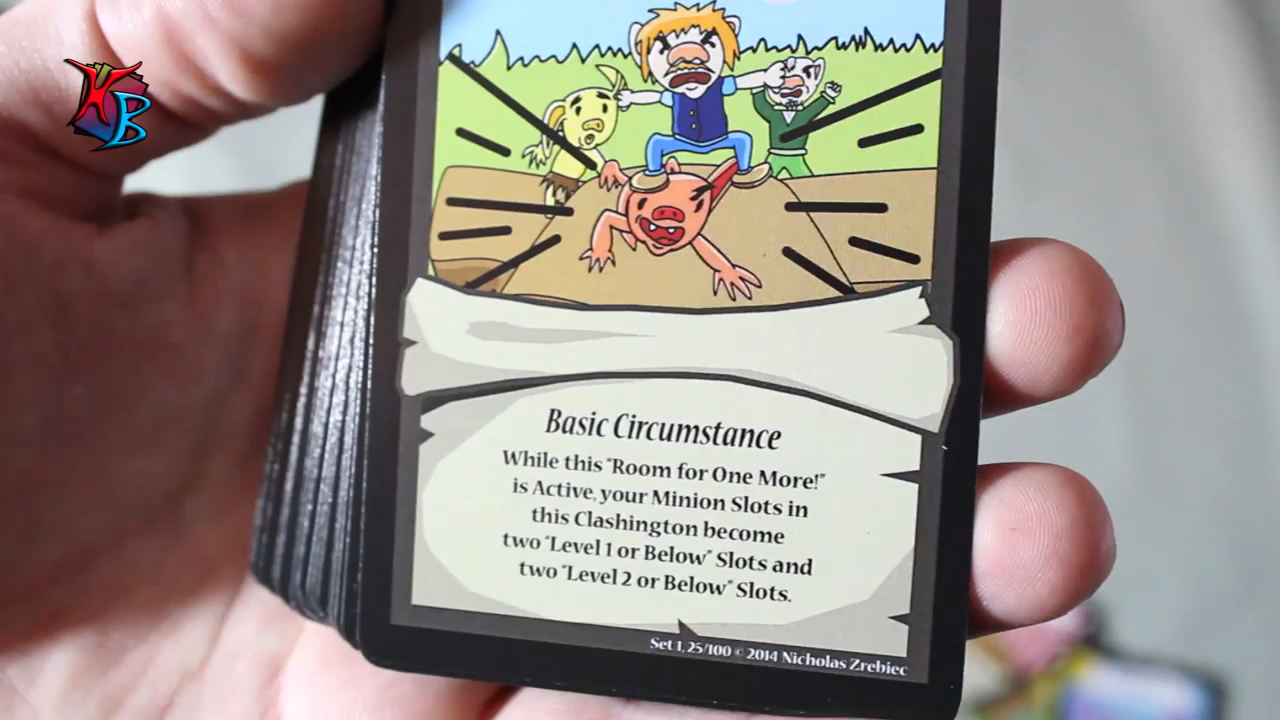 KB
Basic Circumstance
While this "Room for One More!"
is Active, your Minion Slots in
this Clashington become
two "Level 1 or Below" Slots and
two "Level 2 or Below" Slots.
Set 1, 25/100 © 2014 Nicholas Zrebiec